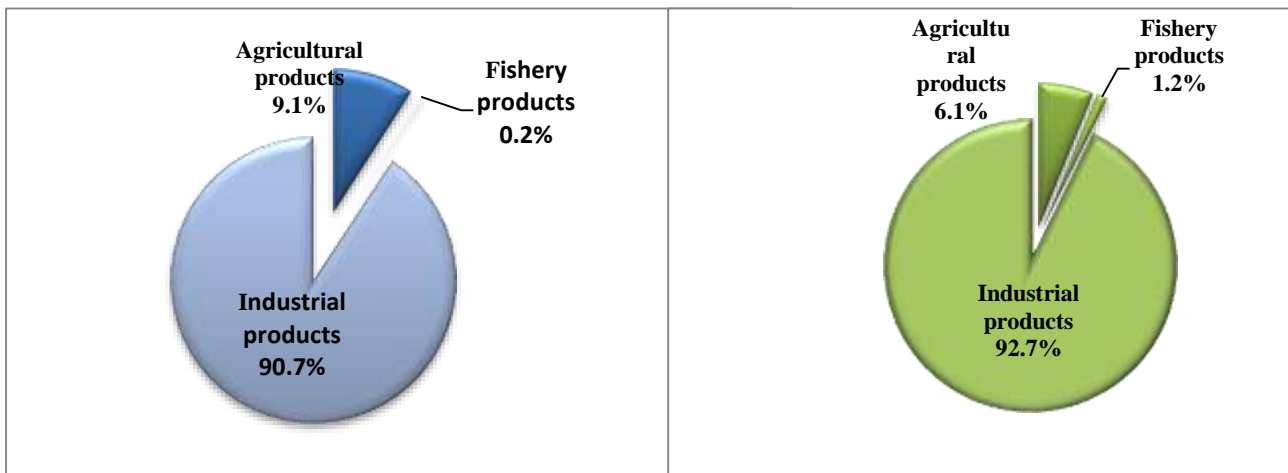 Agricultural
products
9.1%
Fishery
products
0.2%
Industrial
products
90.7%
Agricultu
ral
products
6.1%
Fishery
products
1.2%
Industrial
products
92.7%